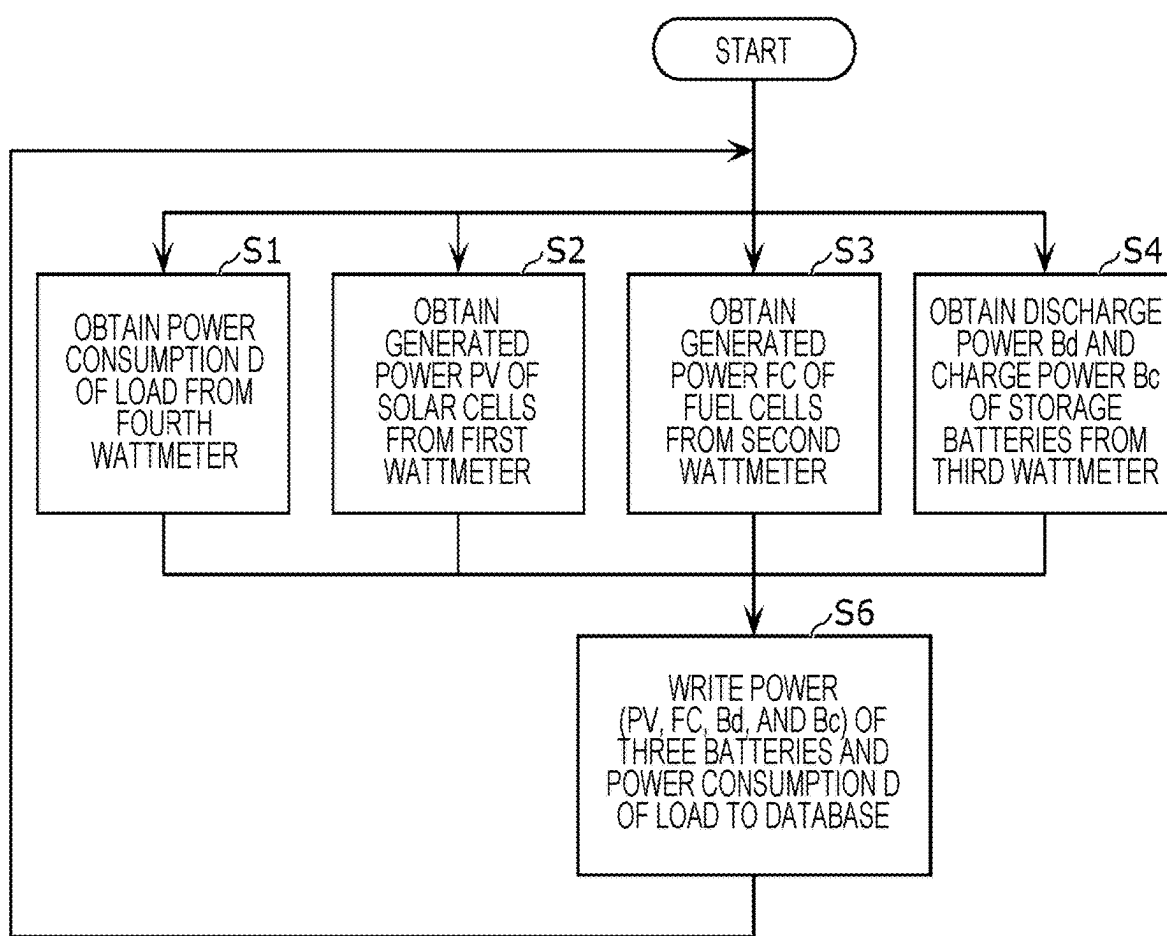 START
S1
OBTAIN POWER
CONSUMPTION D
OF LOAD FROM
FOURTH
WATTMETER
S2
OBTAIN
GENERATED
POWER PV OF
SOLAR CELLS
FROM FIRST
WATTMETER
S3
OBTAIN
GENERATED
POWER FC OF
FUEL CELLS
FROM SECOND
WATTMETER
S4
OBTAIN DISCHARGE
POWER Bd AND
CHARGE POWER Bc
OF STORAGE
BATTERIES FROM
THIRD WATTMETER
S6
WRITE POWER
(PV, FC, Bd, AND Bc) OF
THREE BATTERIES AND
POWER CONSUMPTION D
OF LOAD TO DATABASE